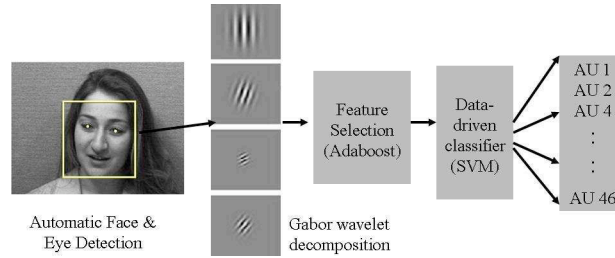 Automatic Face &
Eye Detection
Gabor wavelet
decomposition
Feature
Selection
(Adaboost)
Data-
driven
classifier
(SVM)
AU 1
AU 2
AU 4
:
:
AU 46